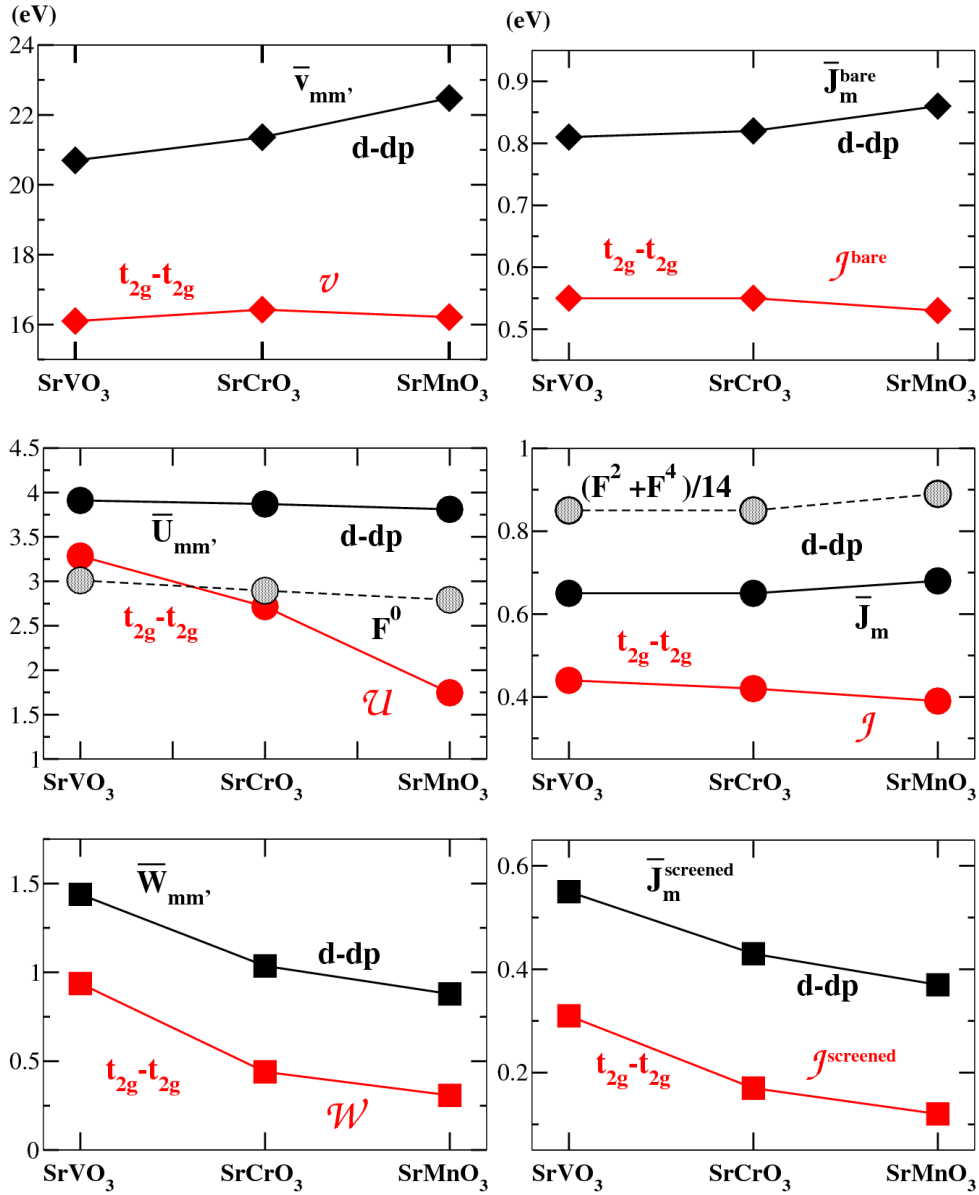 (eV)
24
22
20
18
16
v̅ₘₘ’
d-dp
t₂g-t₂g
𝓋
SrVO₃
SrCrO₃
SrMnO₃
(eV)
0.9
0.8
0.7
0.6
0.5
J̅ₘᵇᵃʳᵉ
d-dp
t₂g-t₂g
𝒥ᵇᵃʳᵉ
SrVO₃
SrCrO₃
SrMnO₃
4.5
4
3.5
3
2.5
2
1.5
1
U̅ₘₘ’
d-dp
t₂g-t₂g
F⁰
𝒰
SrVO₃
SrCrO₃
SrMnO₃
1
0.8
0.6
0.4
(F² +F⁴ )/14
d-dp
J̅ₘ
t₂g-t₂g
𝒥
SrVO₃
SrCrO₃
SrMnO₃
1.5
1
0.5
0
W̅ₘₘ’
d-dp
t₂g-t₂g
𝒲
SrVO₃
SrCrO₃
SrMnO₃
0.6
0.4
0.2
J̅ₘˢᶜʳᵉᵉⁿᵉᵈ
d-dp
t₂g-t₂g
𝒥ˢᶜʳᵉᵉⁿᵉᵈ
SrVO₃
SrCrO₃
SrMnO₃